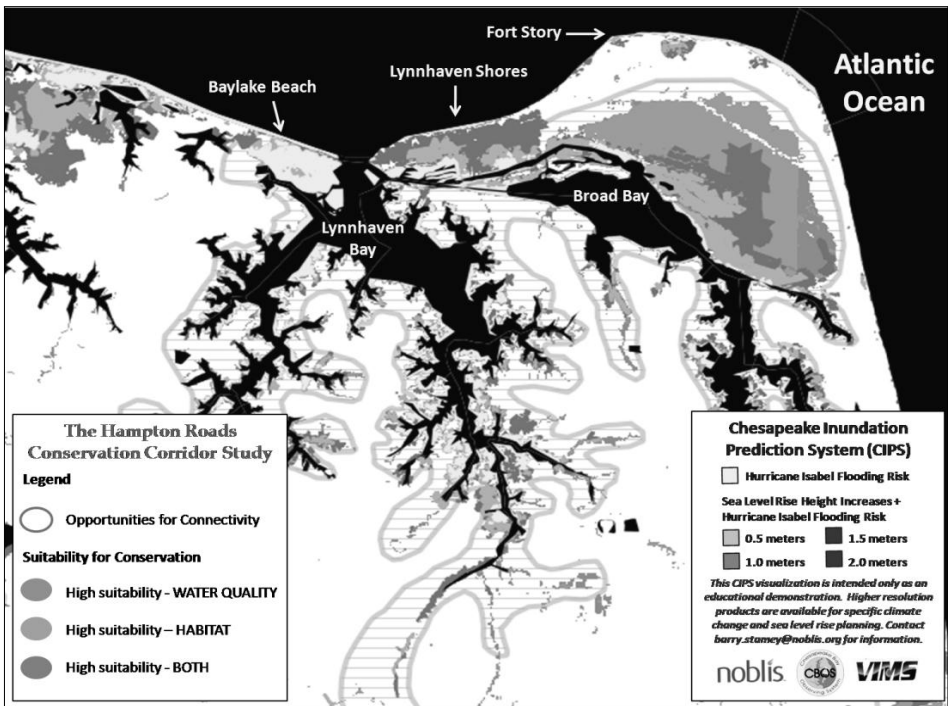 Fort Story
Lynnhaven Shores
Baylake Beach
Atlantic
Ocean
Broad Bay
Lynnhaven
Bay
The Hampton Roads
Conservation Corridor Study
Legend
Opportunities for Connectivity
Suitability for Conservation
High suitability - WATER QUALITY
High suitability – HABITAT
High suitability - BOTH
Chesapeake Inundation
Prediction System (CIPS)
Hurricane Isabel Flooding Risk
Sea Level Rise Height Increases +
Hurricane Isabel Flooding Risk
0.5 meters
1.5 meters
1.0 meters
2.0 meters
This CIPS visualization is intended only as an
educational demonstration. Higher resolution
products are available for specific climate
change and sea level rise planning. Contact
barry.stamey@noblis.org for information.
noblis.
CBOS
VIMS